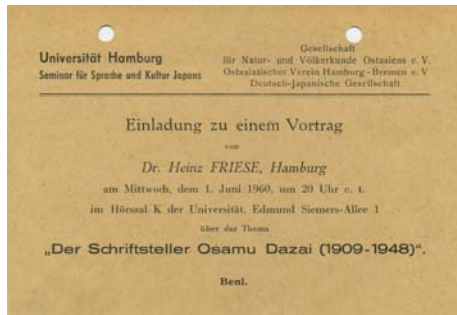 Universität Hamburg
Seminar für Sprache und Kultur Japans
Gesellschaft
für Natur- und Völkerkunde Ostasiens e. V.
Ostasiatischer Verein Hamburg-Bremen e. V
Deutsch-Japanische Gesellschaft
Einladung zu einem Vortrag
von
Dr. Heinz FRIESE, Hamburg
am Mittwoch, dem 1. Juni 1960, um 20 Uhr c. t.
im Hörsaal K der Universität, Edmund Siemers-Allee 1
über das Thema
„Der Schriftsteller Osamu Dazai (1909-1948)“.
Benl.